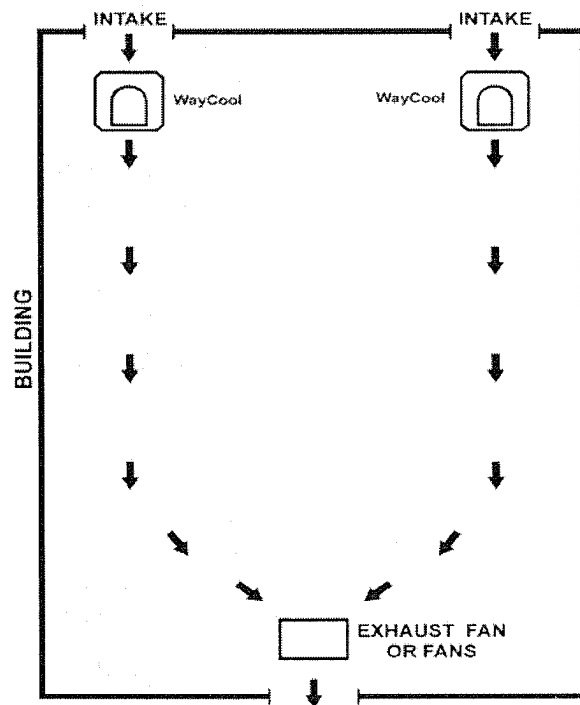 INTAKE
INTAKE
WayCool
WayCool
BUILDING
EXHAUST FAN
OR FANS